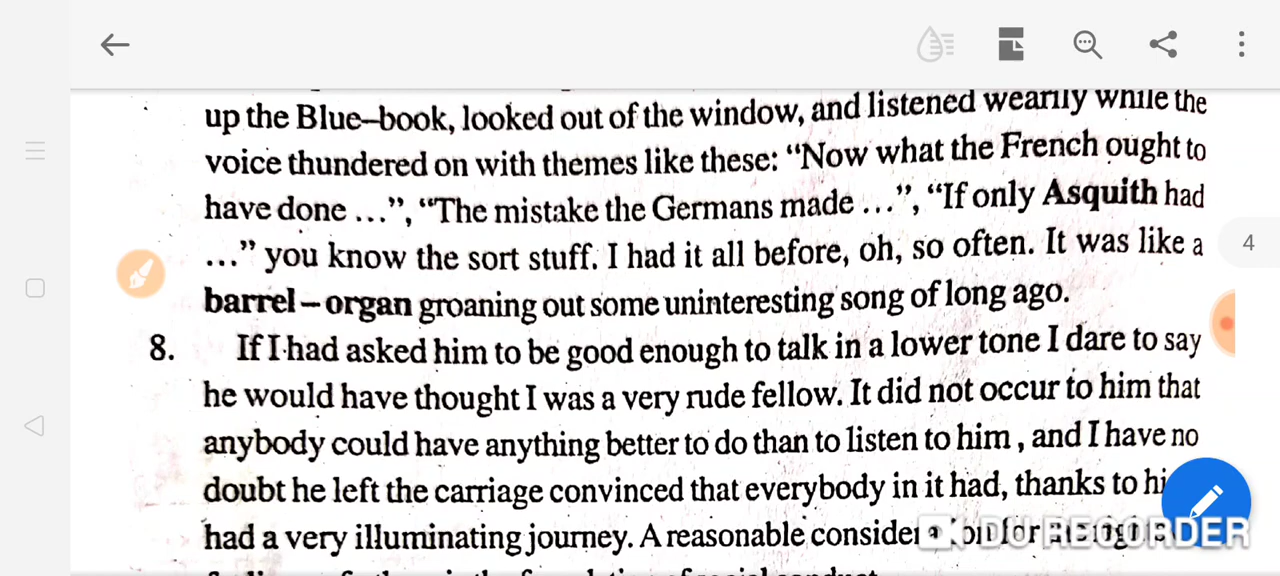 up the Blue–book, looked out of the window, and listened wearily while the
voice thundered on with themes like these: “Now what the French ought to
have done ...”, “The mistake the Germans made ...”, “If only Asquith had
...” you know the sort stuff. I had it all before, oh, so often. It was like a
barrel – organ groaning out some uninteresting song of long ago.
8. If I had asked him to be good enough to talk in a lower tone I dare to say
he would have thought I was a very rude fellow. It did not occur to him that
anybody could have anything better to do than to listen to him , and I have no
doubt he left the carriage convinced that everybody in it had, thanks to
had a very illuminating journey. A reasonable for
4
DU RECORDER